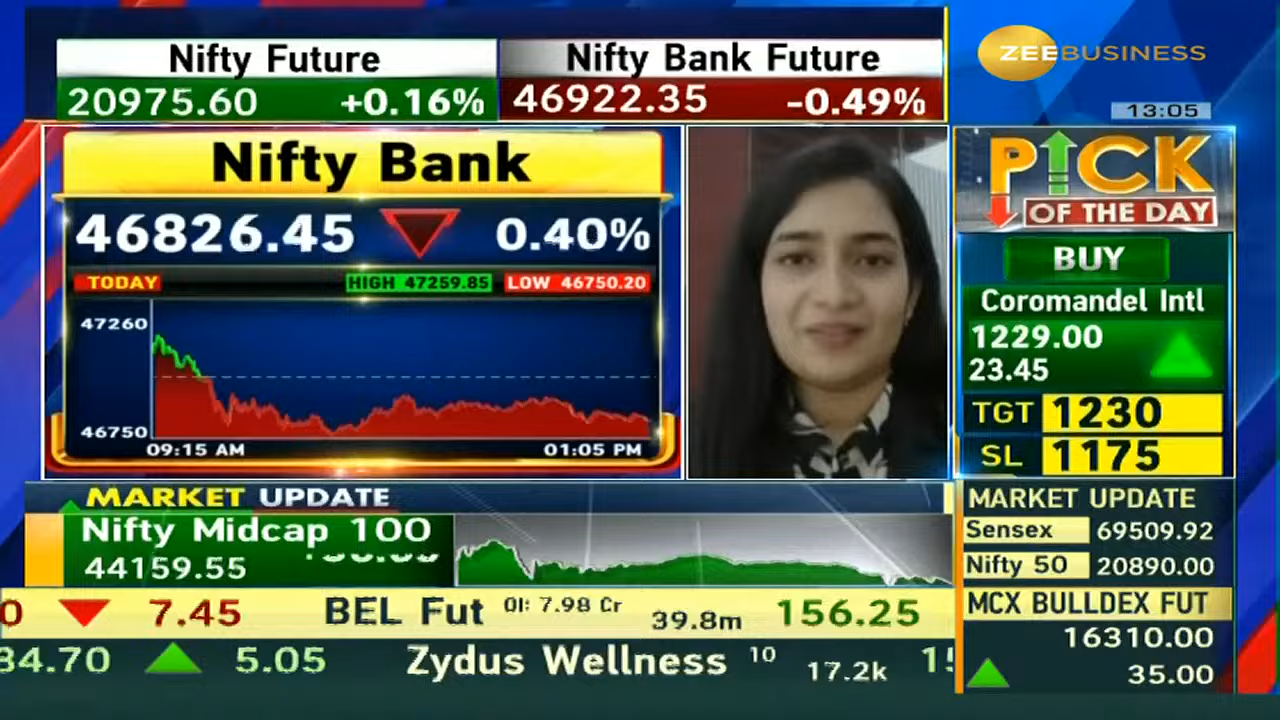 Nifty Future
20975.60 +0.16%
Nifty Bank Future
46922.35 -0.49%
ZEEBUSINESS
13:05
Nifty Bank
46826.45 0.40%
TODAY HIGH 47259.85 LOW 46750.20
47260
46750
09:15 AM 01:05 PM
PICK
OF THE DAY
BUY
Coromandel Intl
1229.00
23.45
TGT 1230
SL 1175
MARKET UPDATE
Nifty Midcap 100
44159.55
MARKET UPDATE
Sensex 69509.92
Nifty 50 20890.00
MCX BULLDEX FUT
16310.00
35.00
0 7.45 BEL Fut OI: 7.98 Cr 39.8m 156.25
34.70 5.05 Zydus Wellness 10 17.2k